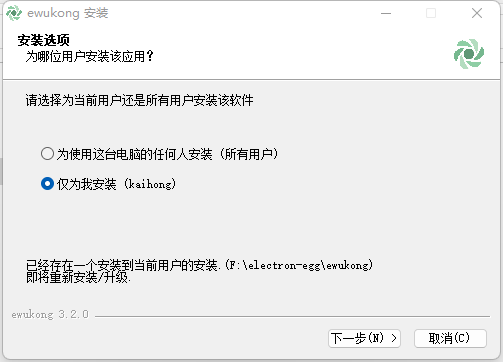 ewukong 安装
安装选项
为哪位用户安装该应用？
请选择为当前用户还是所有用户安装该软件
为使用这台电脑的任何人安装 (所有用户)
仅为我安装 (kaihong)
已经存在一个安装到当前用户的安装.(F:\electron-egg\ewukong)
即将重新安装/升级.
ewukong 3.2.0
下一步(N) >
取消(C)